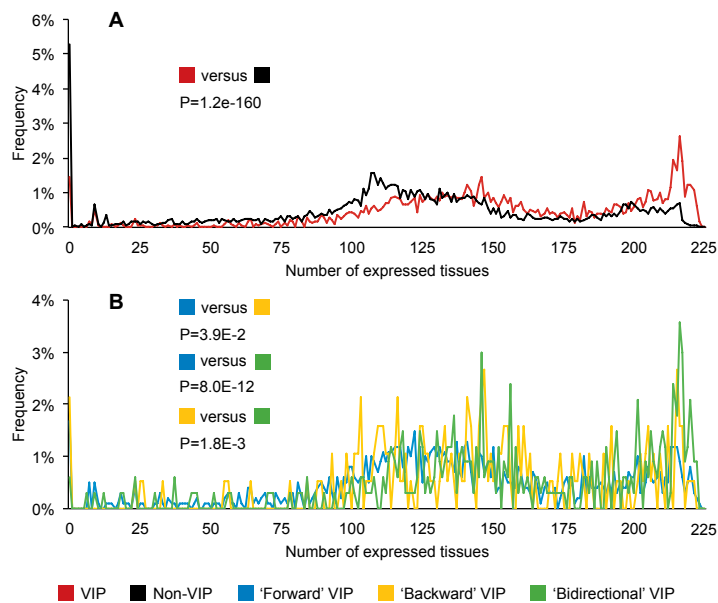 A
6%
5%
4%
3%
2%
1%
0%
Frequency
versus
P=1.2e-160
0 25 50 75 100 125 150 175 200 225
Number of expressed tissues
B
4%
3%
2%
1%
0%
Frequency
versus
P=3.9E-2
versus
P=8.0E-12
versus
P=1.8E-3
0 25 50 75 100 125 150 175 200 225
Number of expressed tissues
VIP Non-VIP ‘Forward’ VIP ‘Backward’ VIP ‘Bidirectional’ VIP